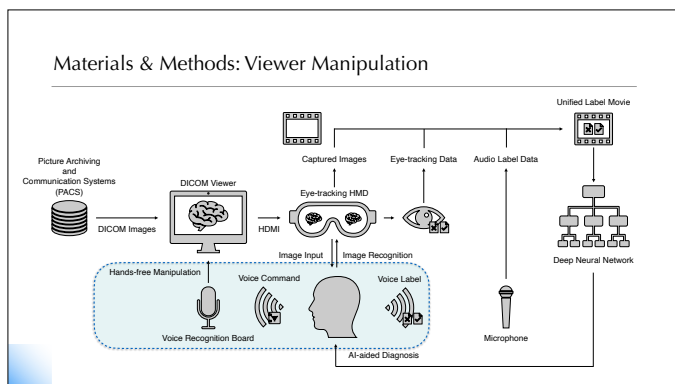 Materials & Methods: Viewer Manipulation
Unified Label Movie
Captured Images
Eye-tracking Data
Audio Label Data
Picture Archiving
and
Communication Systems
(PACS)
DICOM Viewer
Eye-tracking HMD
DICOM Images
HDMI
Deep Neural Network
Image Input
Image Recognition
Hands-free Manipulation
Voice Command
Voice Label
Voice Recognition Board
Microphone
AI-aided Diagnosis